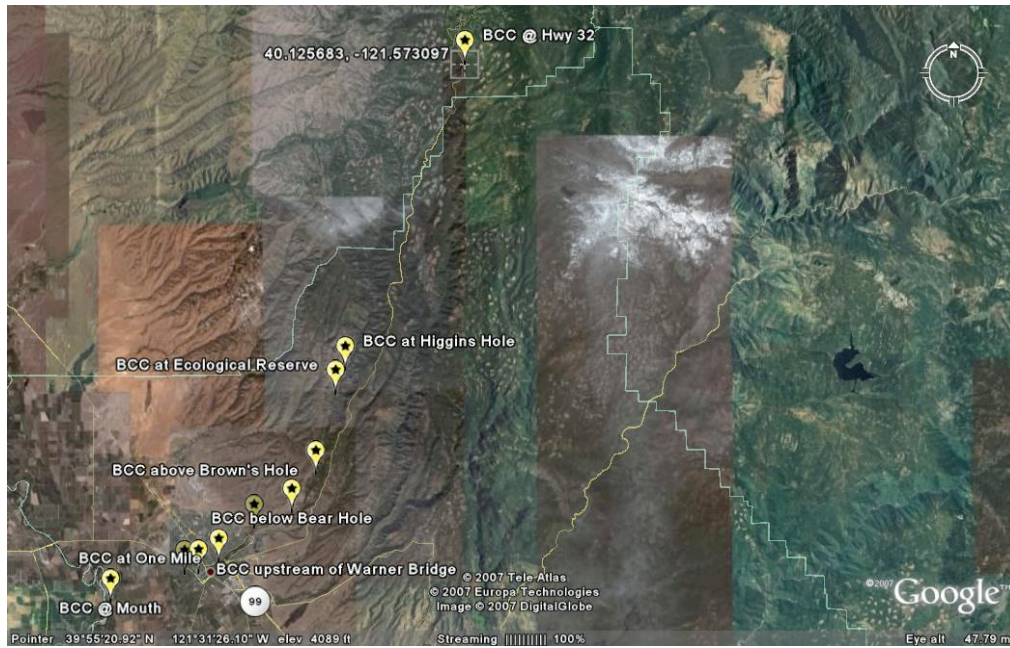 BCC @ Hwy 32
40.125683, -121.573097
N
BCC at Higgins Hole
BCC at Ecological Reserve
BCC above Brown's Hole
BCC below Bear Hole
BCC at One Mile
BCC upstream of Warner Bridge
BCC @ Mouth
99
© 2007 Tele Atlas
© 2007 Europa Technologies
Image © 2007 DigitalGlobe
©2007 Google™
Pointer 39°55'20.92" N 121°31'26.10" W elev 4089 ft Streaming ||||||||| 100% Eye alt 47.79 m